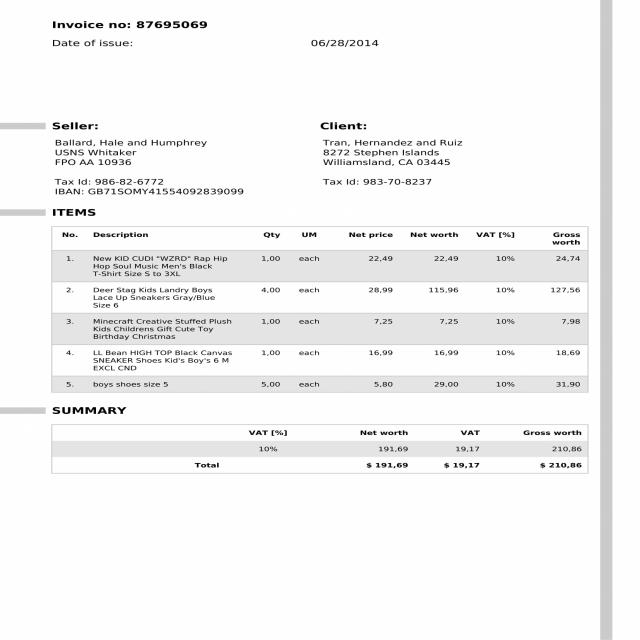 Invoice no: 87695069
Date of issue: 06/28/2014
Seller: Client:
Ballard, Hale and Humphrey Tran, Hernandez and Ruiz
USNS Whitaker 8272 Stephen Islands
FPO AA 10936 Williamsland, CA 03445
Tax Id: 986-82-6772 Tax Id: 983-70-8237
IBAN: GB71SOMY41554092839099
ITEMS
No. Description Qty UM Net price Net worth VAT [%] Gross
worth
1. New KID CUDI "WZRD" Rap Hip 1,00 each 22,49 22,49 10% 24,74
Hop Soul Music Men's Black
T-Shirt Size S to 3XL
2. Deer Stag Kids Landry Boys 4,00 each 28,99 115,96 10% 127,56
Lace Up Sneakers Gray/Blue
Size 6
3. Minecraft Creative Stuffed Plush 1,00 each 7,25 7,25 10% 7,98
Kids Childrens Gift Cute Toy
Birthday Christmas
4. LL Bean HIGH TOP Black Canvas 1,00 each 16,99 16,99 10% 18,69
SNEAKER Shoes Kid's Boy's 6 M
EXCL CND
5. boys shoes size 5 5,00 each 5,80 29,00 10% 31,90
SUMMARY
VAT [%] Net worth VAT Gross worth
10% 191,69 19,17 210,86
Total $ 191,69 $ 19,17 $ 210,86